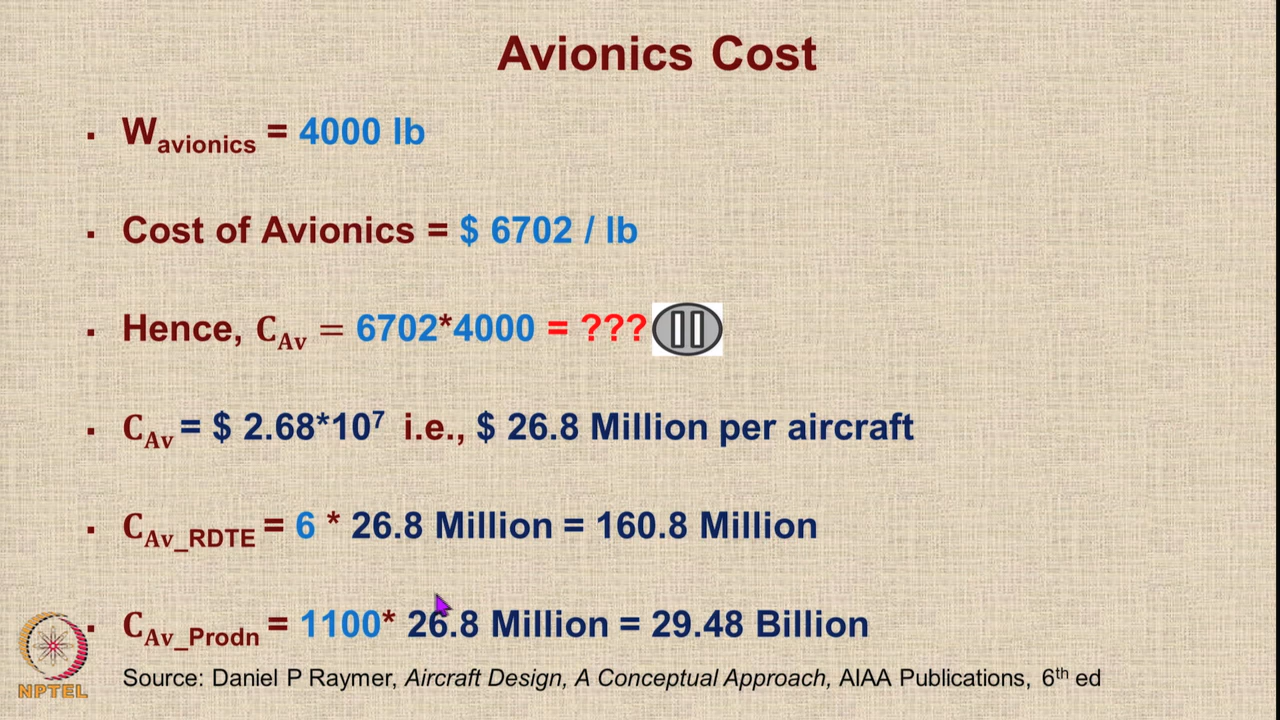 Avionics Cost
▪ W_avionics = 4000 lb
▪ Cost of Avionics = $ 6702 / lb
▪ Hence, C_Av = 6702*4000 = ???
▪ C_Av = $ 2.68*10⁷ i.e., $ 26.8 Million per aircraft
▪ C_Av_RDTE = 6 * 26.8 Million = 160.8 Million
▪ C_Av_Prodn = 1100* 26.8 Million = 29.48 Billion
Source: Daniel P Raymer, Aircraft Design, A Conceptual Approach, AIAA Publications, 6th ed
NPTEL